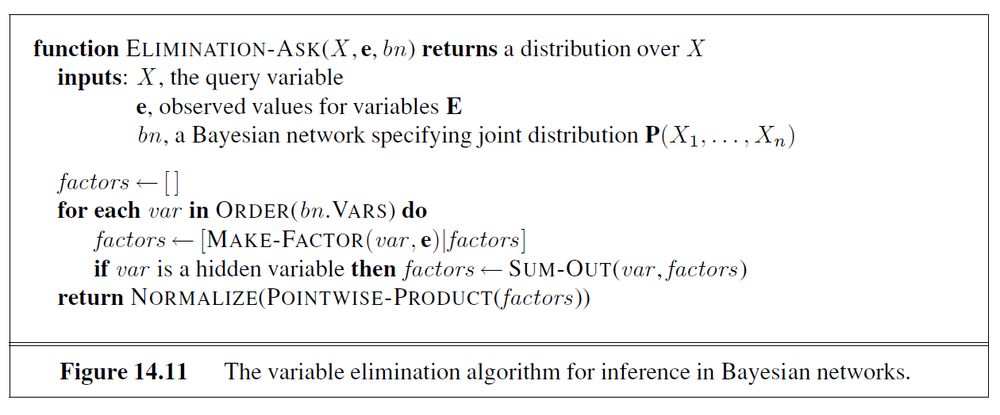 function ELIMINATION-ASK(X, e, bn) returns a distribution over X
inputs: X, the query variable
e, observed values for variables E
bn, a Bayesian network specifying joint distribution P(X₁, . . . , Xₙ)
factors ← [ ]
for each var in ORDER(bn.VARS) do
factors ← [MAKE-FACTOR(var, e)|factors]
if var is a hidden variable then factors ← SUM-OUT(var, factors)
return NORMALIZE(POINTWISE-PRODUCT(factors))
Figure 14.11 The variable elimination algorithm for inference in Bayesian networks.